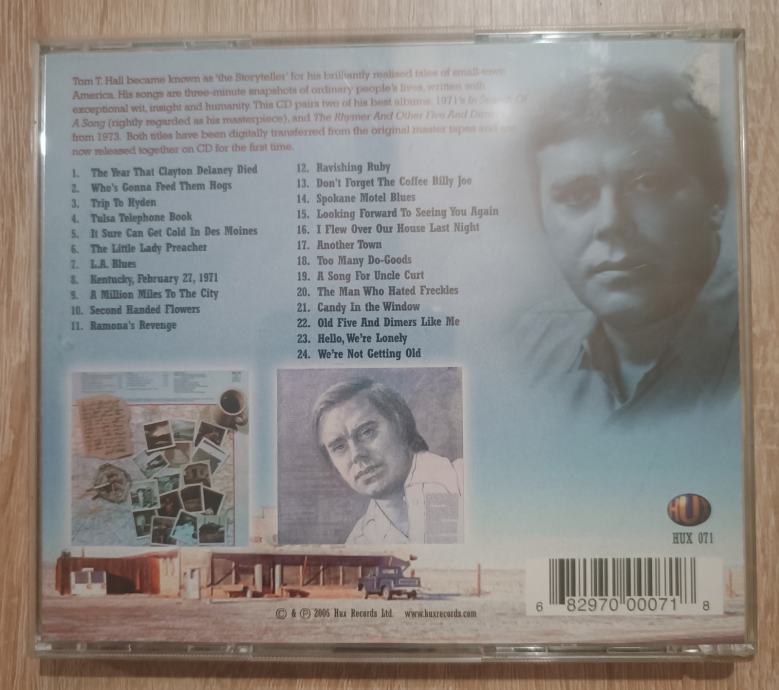 Tom T. Hall became known as 'the Storyteller' for his brilliantly realised tales of small-town
America. His songs are three-minute snapshots of ordinary people's lives, written with
exceptional wit, insight and humanity. This CD pairs two of his best albums. 1971's In Search Of
A Song (rightly regarded as his masterpiece), and The Rhymer And Other Five And Dimers
from 1973. Both titles have been digitally transferred from the original master tapes and
now released together on CD for the first time.
1. The Year That Clayton Delaney Died
2. Who's Gonna Feed Them Hogs
3. Trip To Hyden
4. Tulsa Telephone Book
5. It Sure Can Get Cold In Des Moines
6. The Little Lady Preacher
7. L.A. Blues
8. Kentucky, February 27, 1971
9. A Million Miles To The City
10. Second Handed Flowers
11. Ramona's Revenge
12. Ravishing Ruby
13. Don't Forget The Coffee Billy Joe
14. Spokane Motel Blues
15. Looking Forward To Seeing You Again
16. I Flew Over Our House Last Night
17. Another Town
18. Too Many Do-Goods
19. A Song For Uncle Curt
20. The Man Who Hated Freckles
21. Candy In the Window
22. Old Five And Dimers Like Me
23. Hello, We're Lonely
24. We're Not Getting Old
HUX
HUX 071
© & ℗ 2005 Hux Records Ltd. www.huxrecords.com
6 82970 00071 8